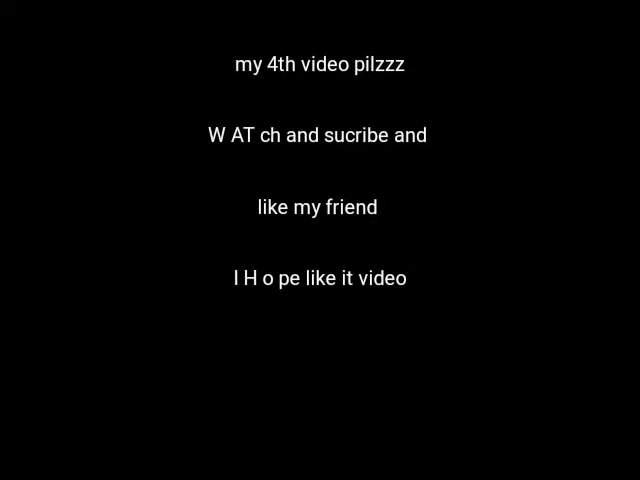 my 4th video pilzzz
W AT ch and sucribe and
like my friend
I H o pe like it video